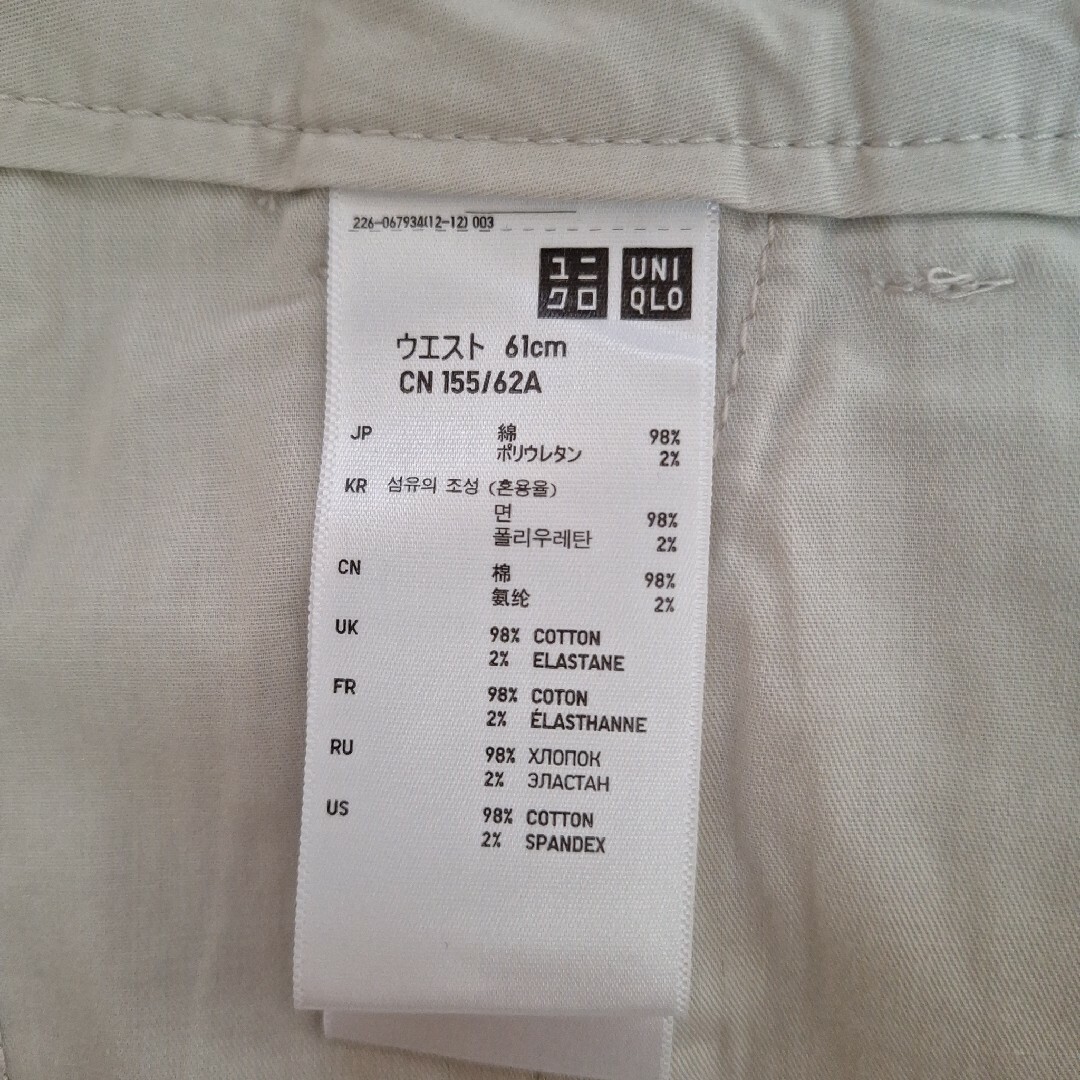 226-067934(12-12) 003
ユニ
クロ
UNI
QLO
ウエスト 61cm
CN 155/62A
JP 綿 98%
ポリウレタン 2%
KR 섬유의 조성 (혼용율)
면 98%
폴리우레탄 2%
CN 棉 98%
氨纶 2%
UK 98% COTTON
2% ELASTANE
FR 98% COTON
2% ÉLASTHANNE
RU 98% ХЛОПОК
2% ЭЛАСТАН
US 98% COTTON
2% SPANDEX